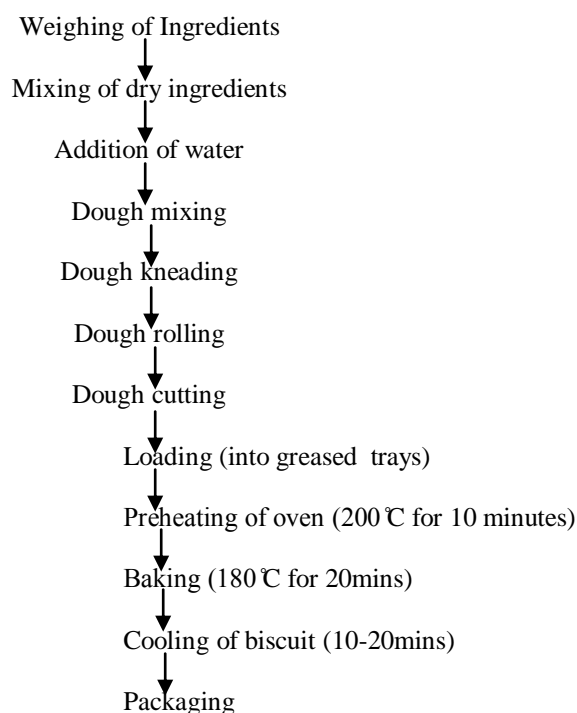 Weighing of Ingredients
Mixing of dry ingredients
Addition of water
Dough mixing
Dough kneading
Dough rolling
Dough cutting
Loading (into greased trays)
Preheating of oven (200℃ for 10 minutes)
Baking (180℃ for 20mins)
Cooling of biscuit (10-20mins)
Packaging